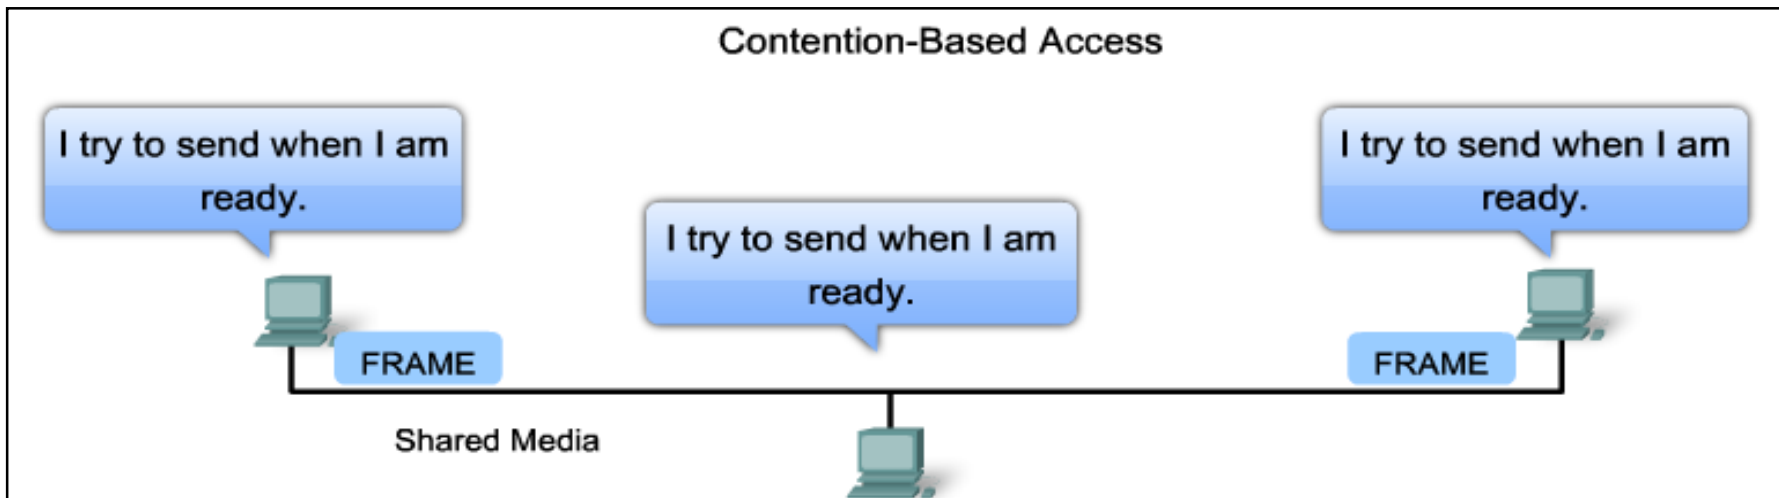 Contention-Based Access
I try to send when I am
ready.
I try to send when I am
ready.
I try to send when I am
ready.
FRAME
FRAME
Shared Media